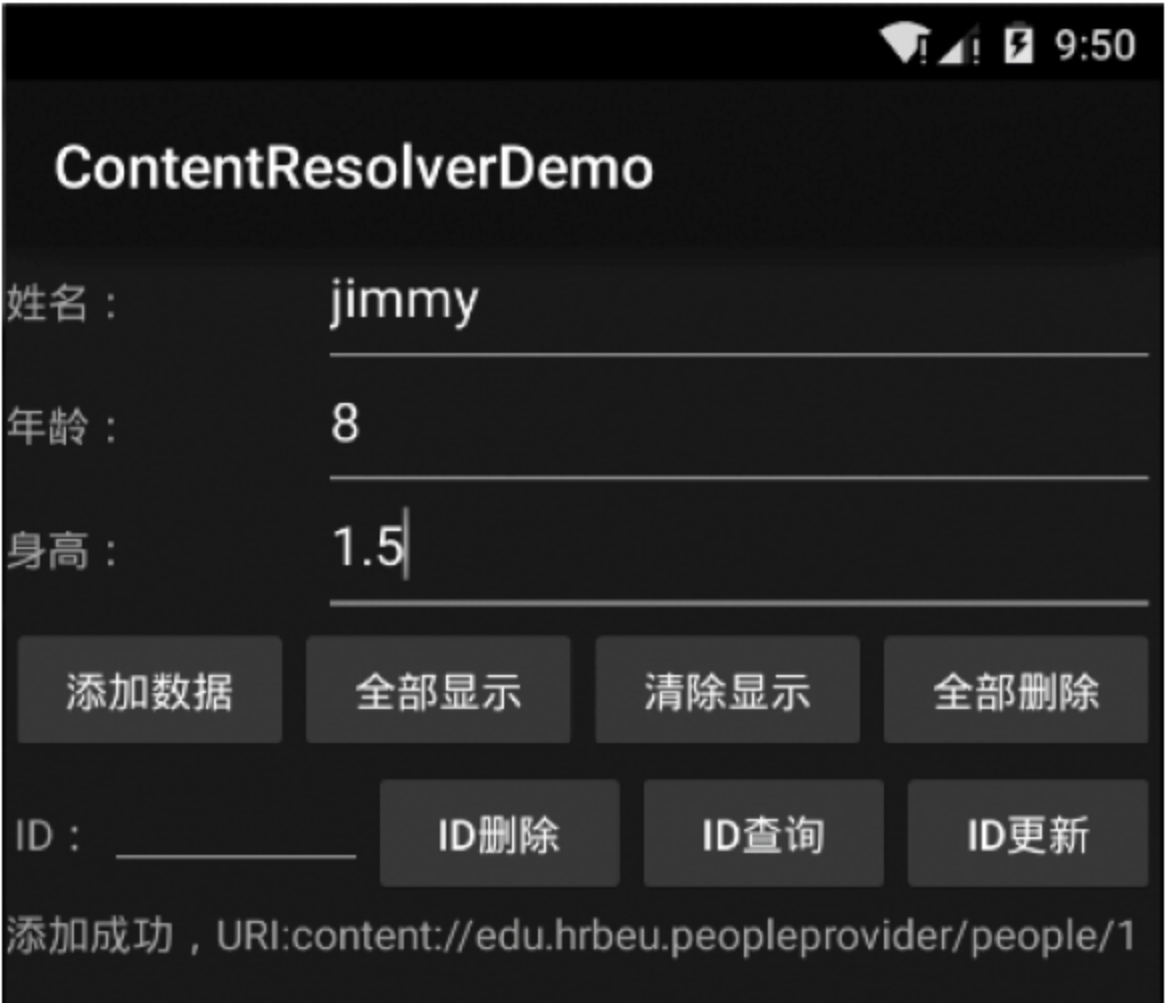 9:50
ContentResolverDemo
姓名： jimmy
年龄： 8
身高： 1.5
添加数据 全部显示 清除显示 全部删除
ID： ID删除 ID查询 ID更新
添加成功，URI:content://edu.hrbeu.peopleprovider/people/1